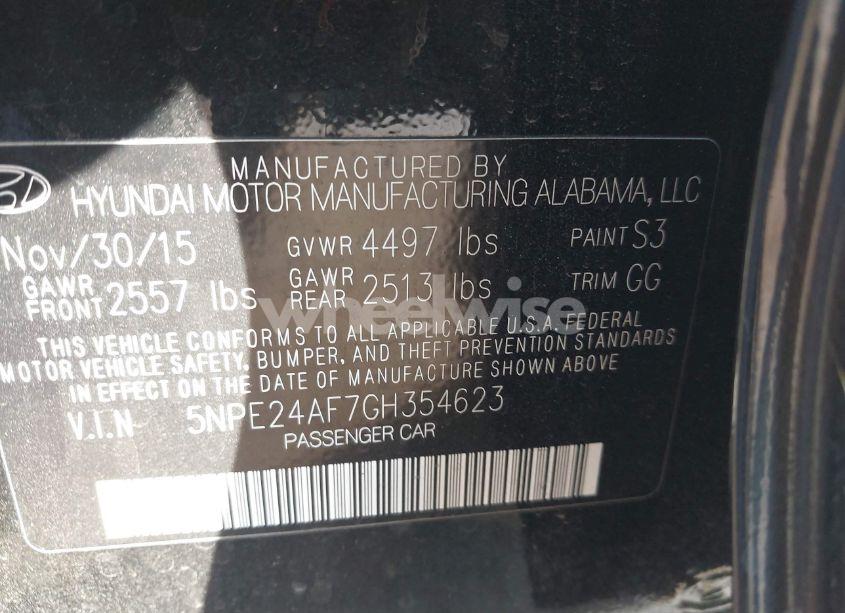 MANUFACTURED BY
HYUNDAI MOTOR MANUFACTURING ALABAMA, LLC
Nov/30/15 GVWR 4497 lbs PAINT S3
GAWR FRONT 2557 lbs GAWR REAR 2513 lbs TRIM GG
wheelwise
THIS VEHICLE CONFORMS TO ALL APPLICABLE U.S.A. FEDERAL
MOTOR VEHICLE SAFETY, BUMPER, AND THEFT PREVENTION STANDARDS
IN EFFECT ON THE DATE OF MANUFACTURE SHOWN ABOVE
V.I.N 5NPE24AF7GH354623
PASSENGER CAR